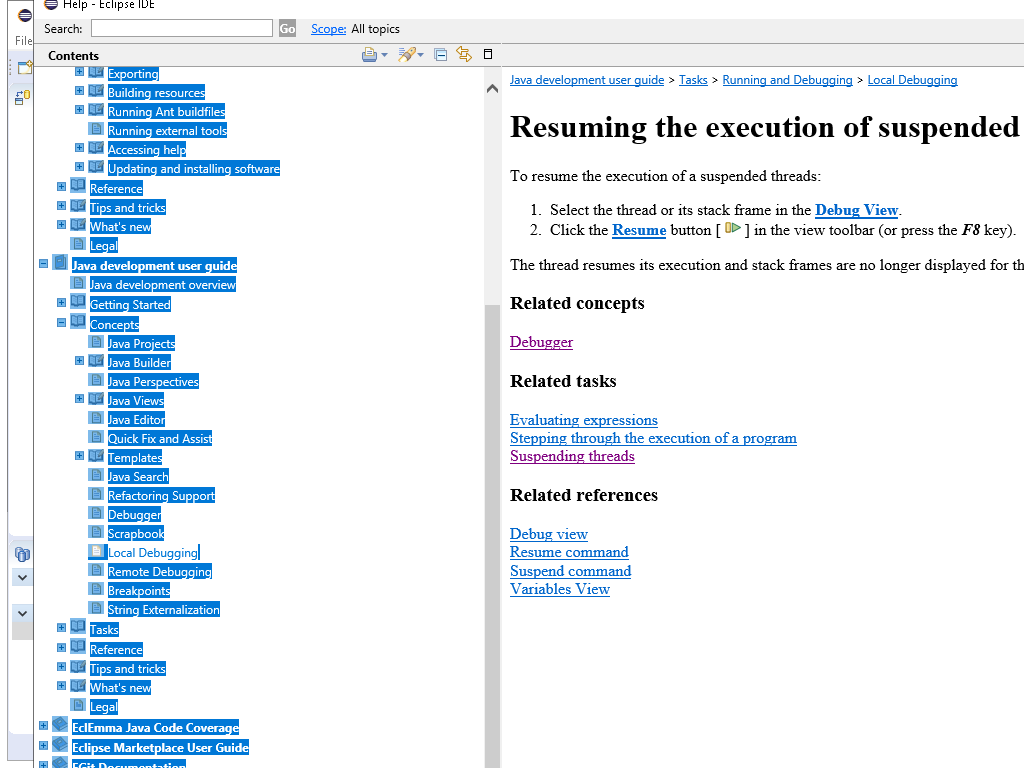 Help - Eclipse IDE
File
Search:
Go
Scope: All topics
Contents
Exporting
Building resources
Running Ant buildfiles
Running external tools
Accessing help
Updating and installing software
Reference
Tips and tricks
What's new
Legal
Java development user guide
Java development overview
Getting Started
Concepts
Java Projects
Java Builder
Java Perspectives
Java Views
Java Editor
Quick Fix and Assist
Templates
Java Search
Refactoring Support
Debugger
Scrapbook
Local Debugging
Remote Debugging
Breakpoints
String Externalization
Tasks
Reference
Tips and tricks
What's new
Legal
EclEmma Java Code Coverage
Eclipse Marketplace User Guide
EGit Documentation
Java development user guide > Tasks > Running and Debugging > Local Debugging
Resuming the execution of suspended
To resume the execution of a suspended threads:
1. Select the thread or its stack frame in the Debug View.
2. Click the Resume button [ ] in the view toolbar (or press the F8 key).
The thread resumes its execution and stack frames are no longer displayed for th
Related concepts
Debugger
Related tasks
Evaluating expressions
Stepping through the execution of a program
Suspending threads
Related references
Debug view
Resume command
Suspend command
Variables View